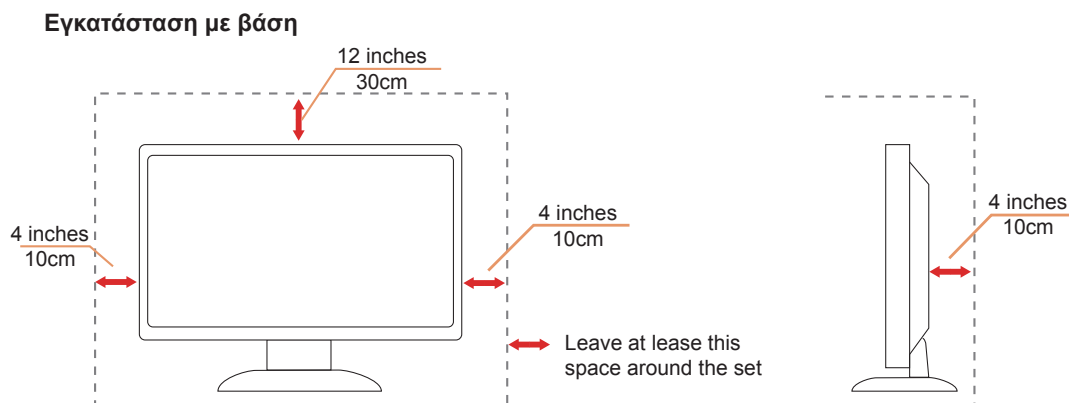 Εγκατάσταση με βάση
12 inches
30cm
4 inches
10cm
4 inches
10cm
4 inches
10cm
Leave at lease this
space around the set